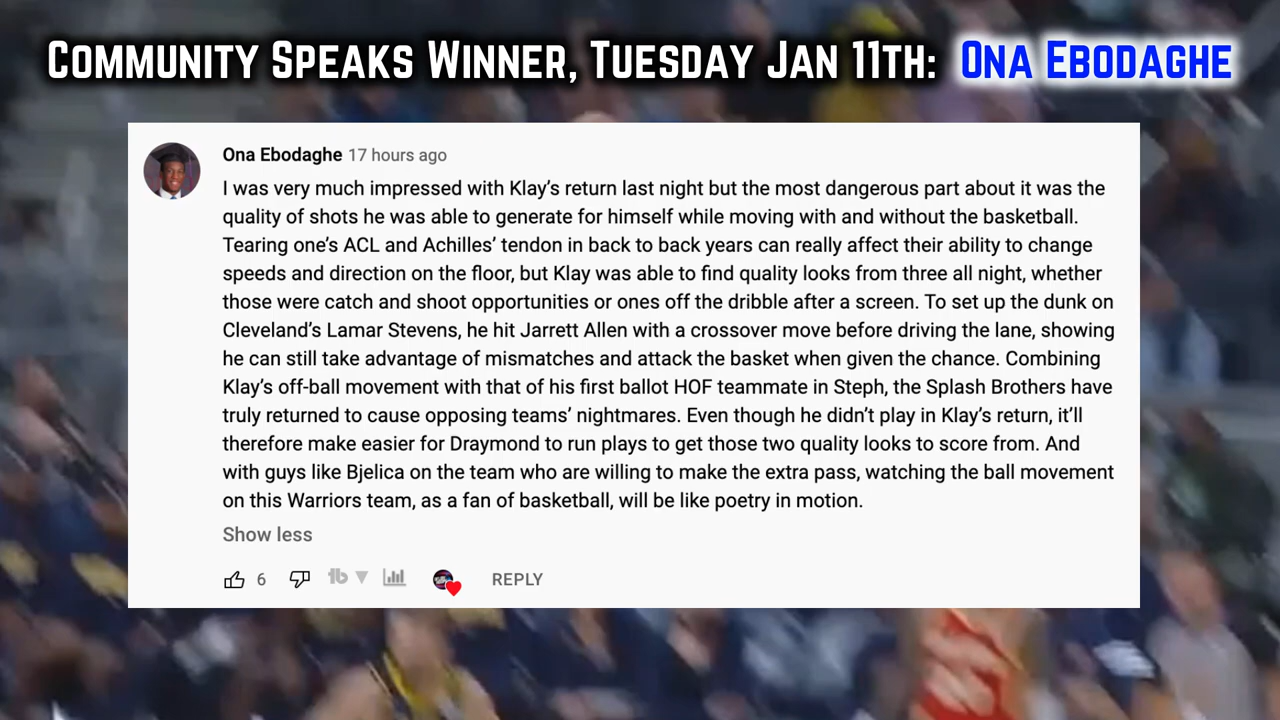 Community Speaks Winner, Tuesday Jan 11th: Ona Ebodaghe
Ona Ebodaghe 17 hours ago
I was very much impressed with Klay’s return last night but the most dangerous part about it was the
quality of shots he was able to generate for himself while moving with and without the basketball.
Tearing one’s ACL and Achilles’ tendon in back to back years can really affect their ability to change
speeds and direction on the floor, but Klay was able to find quality looks from three all night, whether
those were catch and shoot opportunities or ones off the dribble after a screen. To set up the dunk on
Cleveland’s Lamar Stevens, he hit Jarrett Allen with a crossover move before driving the lane, showing
he can still take advantage of mismatches and attack the basket when given the chance. Combining
Klay’s off-ball movement with that of his first ballot HOF teammate in Steph, the Splash Brothers have
truly returned to cause opposing teams’ nightmares. Even though he didn’t play in Klay’s return, it’ll
therefore make easier for Draymond to run plays to get those two quality looks to score from. And
with guys like Bjelica on the team who are willing to make the extra pass, watching the ball movement
on this Warriors team, as a fan of basketball, will be like poetry in motion.
Show less
6 tb REPLY